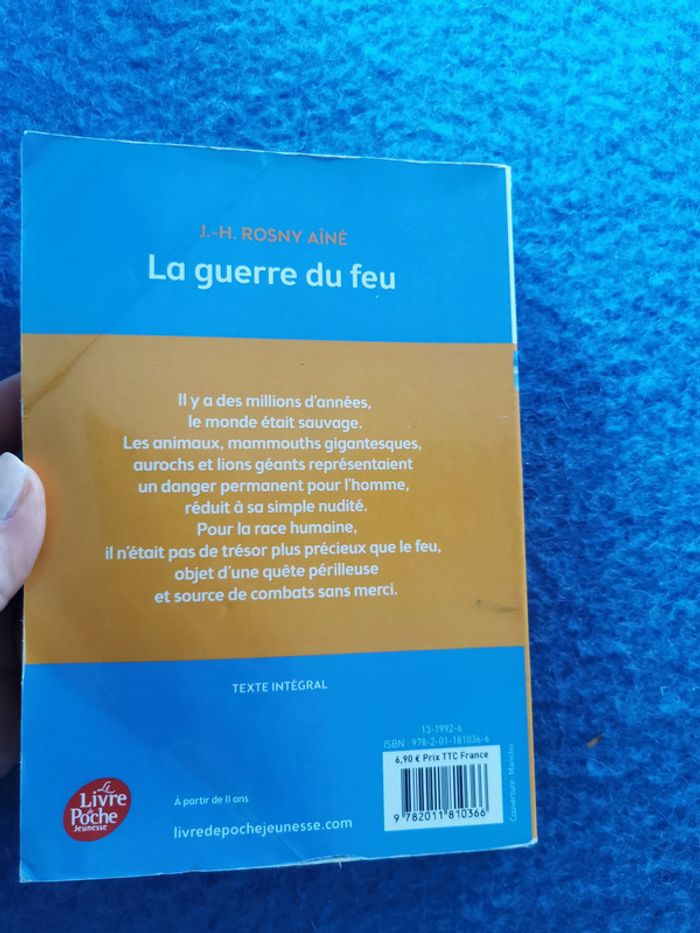 J.-H. ROSNY AÎNÉ
La guerre du feu
Il y a des millions d'années,
le monde était sauvage.
Les animaux, mammouths gigantesques,
aurochs et lions géants représentaient
un danger permanent pour l'homme,
réduit à sa simple nudité.
Pour la race humaine,
il n'était pas de trésor plus précieux que le feu,
objet d'une quête périlleuse
et source de combats sans merci.
TEXTE INTÉGRAL
13-1992-6
ISBN : 978-2-01-181036-6
6,90 € Prix TTC France
9 782011 810366
Couverture : Manchu
Le
Livre
de
Poche
Jeunesse
À partir de 11 ans
livredepochejeunesse.com